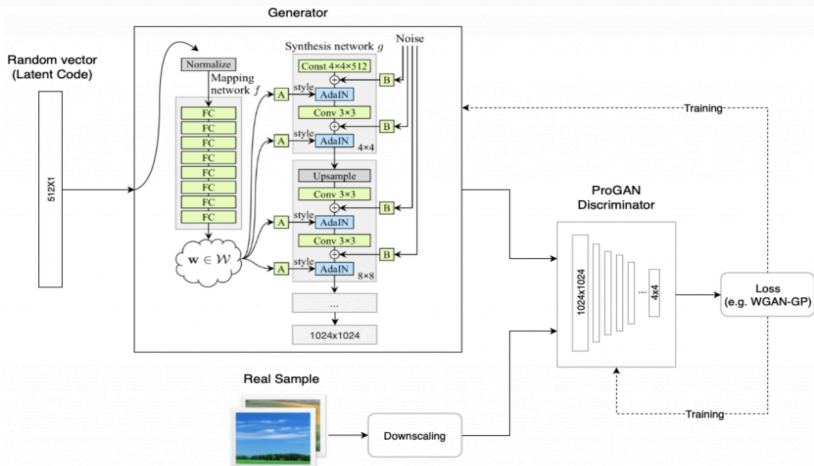 Generator
Random vector
(Latent Code)
512X1
Normalize
Mapping
network f
FC
FC
FC
FC
FC
FC
FC
FC
w ∈ W
Synthesis network g
Noise
Const 4×4×512
B
style
A
AdaIN
Conv 3×3
B
style
A
AdaIN
4×4
Upsample
Conv 3×3
B
style
A
AdaIN
Conv 3×3
B
style
A
AdaIN
8×8
...
1024x1024
Training
ProGAN
Discriminator
1024x1024
...
4x4
Loss
(e.g. WGAN-GP)
Training
Real Sample
Downscaling